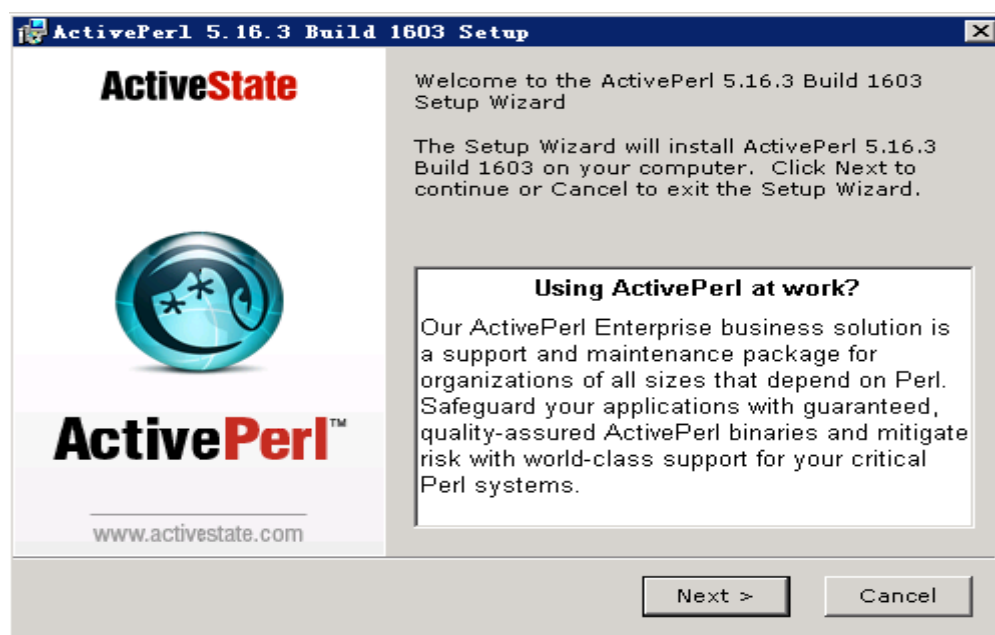 ActivePerl 5.16.3 Build 1603 Setup
ActiveState
Welcome to the ActivePerl 5.16.3 Build 1603
Setup Wizard
The Setup Wizard will install ActivePerl 5.16.3
Build 1603 on your computer. Click Next to
continue or Cancel to exit the Setup Wizard.
Using ActivePerl at work?
Our ActivePerl Enterprise business solution is
a support and maintenance package for
organizations of all sizes that depend on Perl.
Safeguard your applications with guaranteed,
quality-assured ActivePerl binaries and mitigate
risk with world-class support for your critical
Perl systems.
ActivePerl™
www.activestate.com
Next >
Cancel